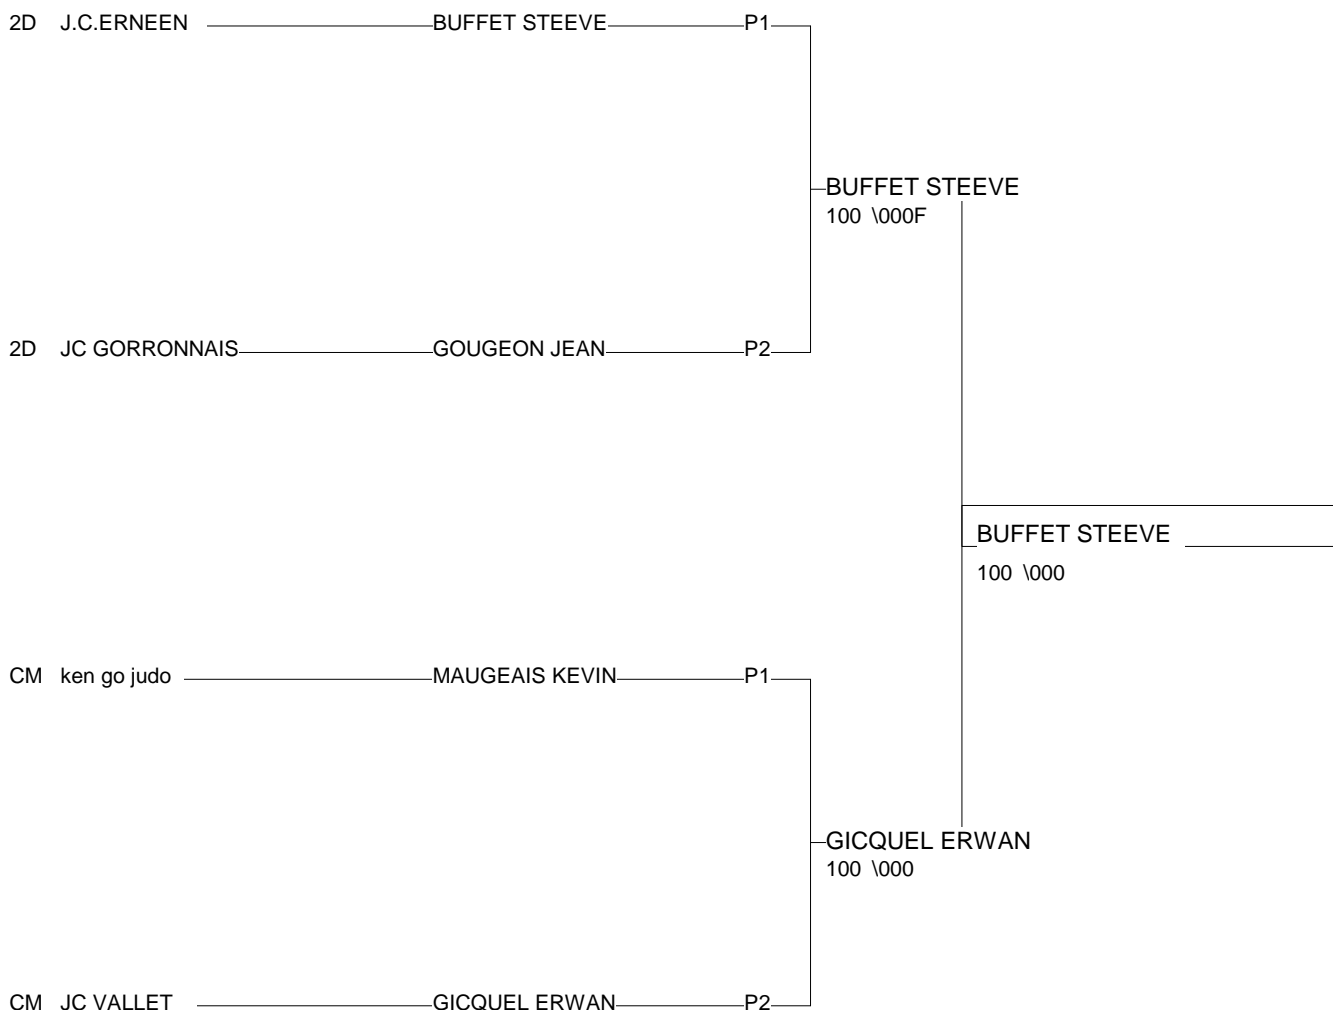 2D J.C.ERNEEN BUFFET STEEVE P1
BUFFET STEEVE
100 \000F
2D JC GORRONNAIS GOUGEON JEAN P2
BUFFET STEEVE
100 \000
CM ken go judo MAUGEAIS KEVIN P1
GICQUEL ERWAN
100 \000
CM JC VALLET GICQUEL ERWAN P2